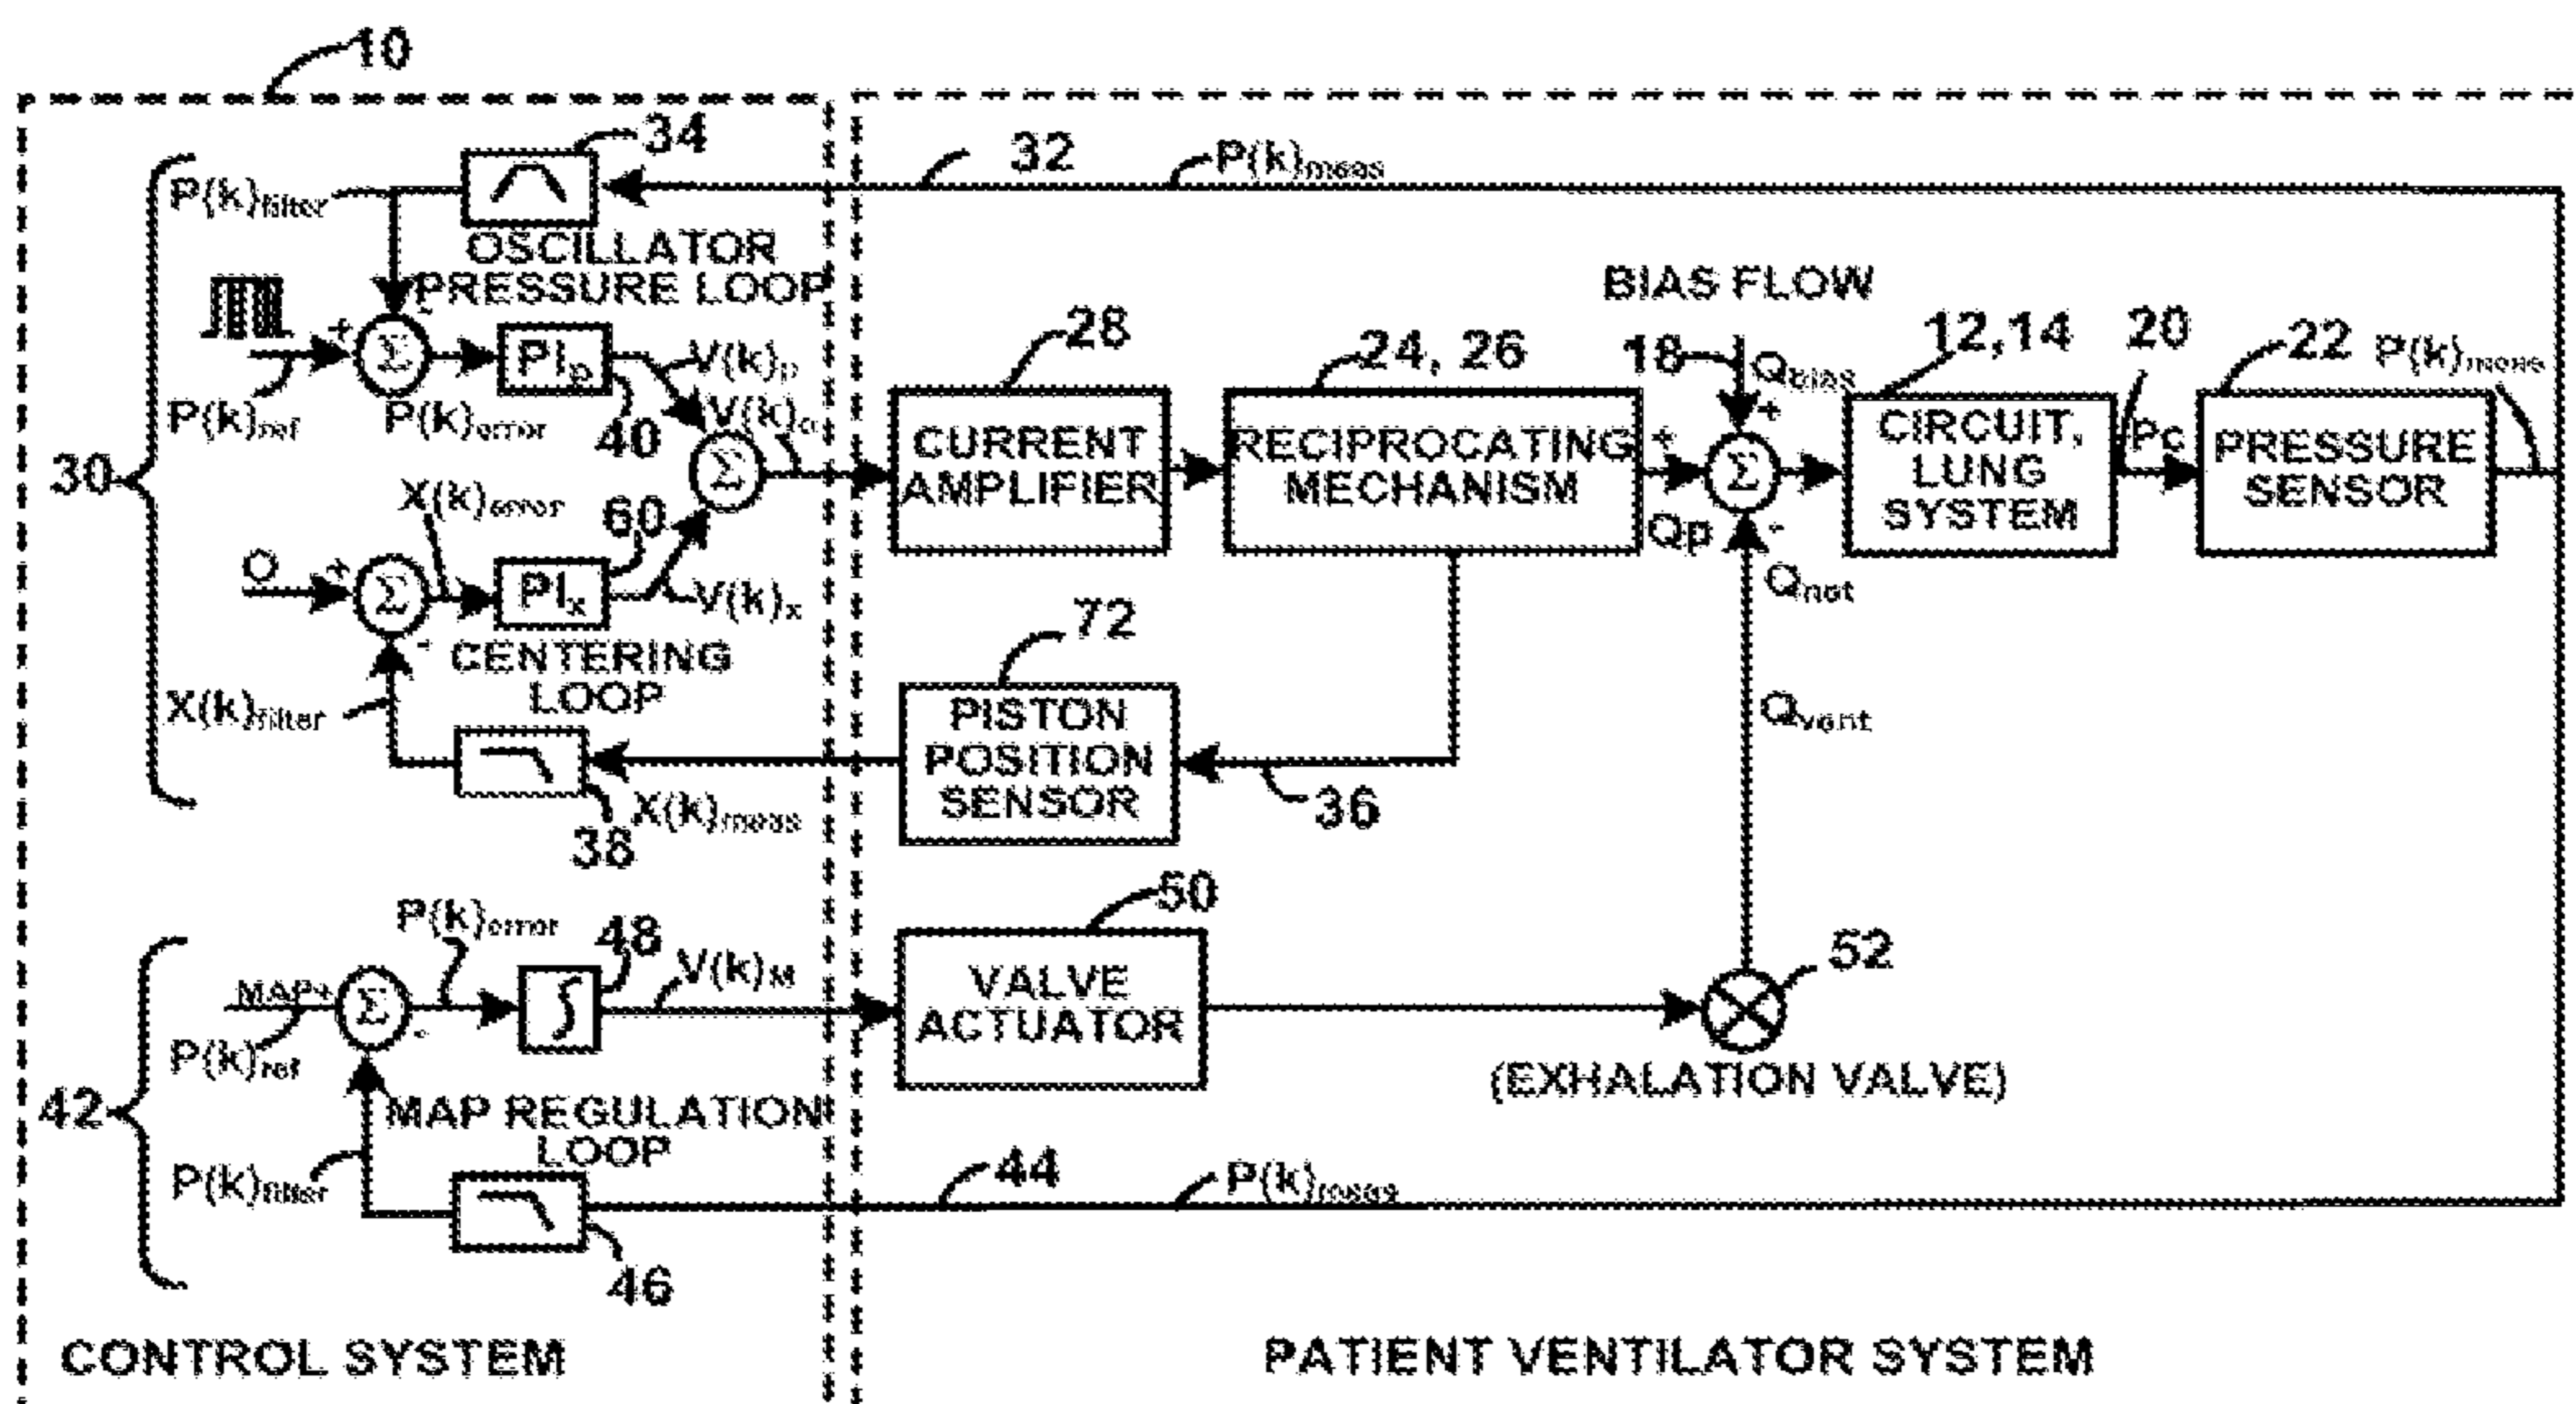 10
34
32
P(k)meas
P(k)filter
OSCILLATOR
PRESSURE LOOP
-
+
Σ
PIp
V(k)p
P(k)ref
P(k)error
40
V(k)o
30
Σ
28
CURRENT
AMPLIFIER
24, 26
RECIPROCATING
MECHANISM
BIAS FLOW
18
Qbias
+
+
Σ
-
Qp
Qnet
12,14
CIRCUIT,
LUNG
SYSTEM
20
Pc
22
PRESSURE
SENSOR
P(k)meas
X(k)error
60
O
+
Σ
-
PIx
V(k)x
CENTERING
LOOP
X(k)filter
38
X(k)meas
72
PISTON
POSITION
SENSOR
36
Qvent
42
P(k)error
48
V(k)M
MAP+
Σ
-
P(k)ref
50
VALVE
ACTUATOR
52
(EXHALATION VALVE)
MAP REGULATION
LOOP
P(k)filter
44
P(k)meas
46
CONTROL SYSTEM
PATIENT VENTILATOR SYSTEM